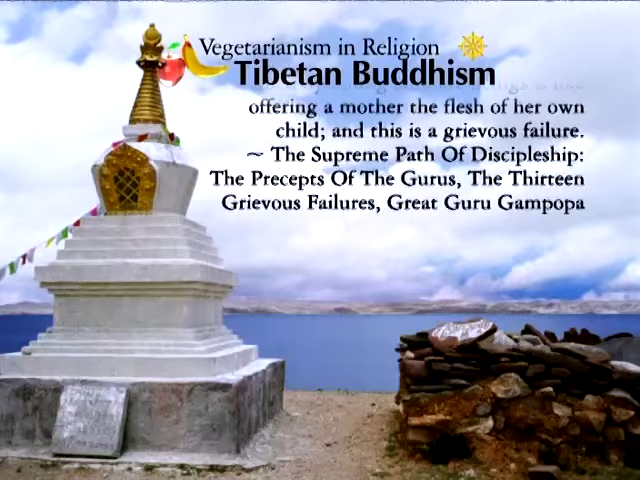 Vegetarianism in Religion
Tibetan Buddhism
offering a mother the flesh of her own
child; and this is a grievous failure.
~ The Supreme Path Of Discipleship:
The Precepts Of The Gurus, The Thirteen
Grievous Failures, Great Guru Gampopa